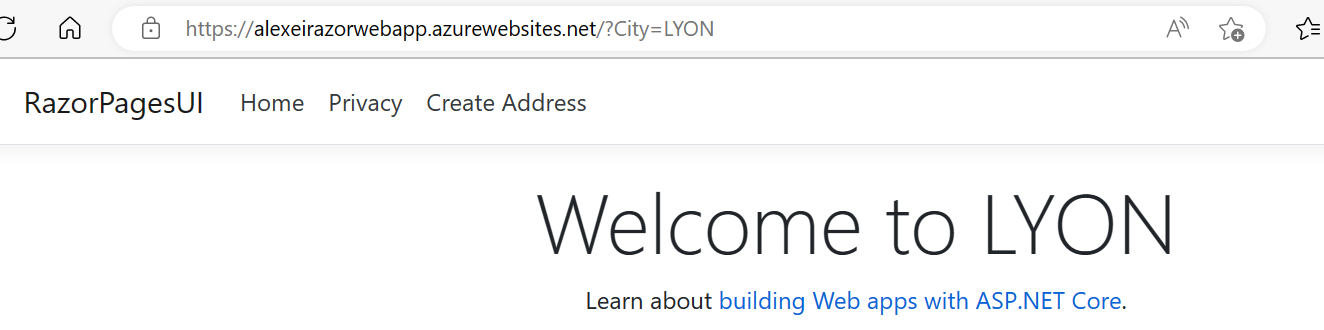 https://alexeirazorwebapp.azurewebsites.net/?City=LYON
RazorPagesUI Home Privacy Create Address
Welcome to LYON
Learn about building Web apps with ASP.NET Core.